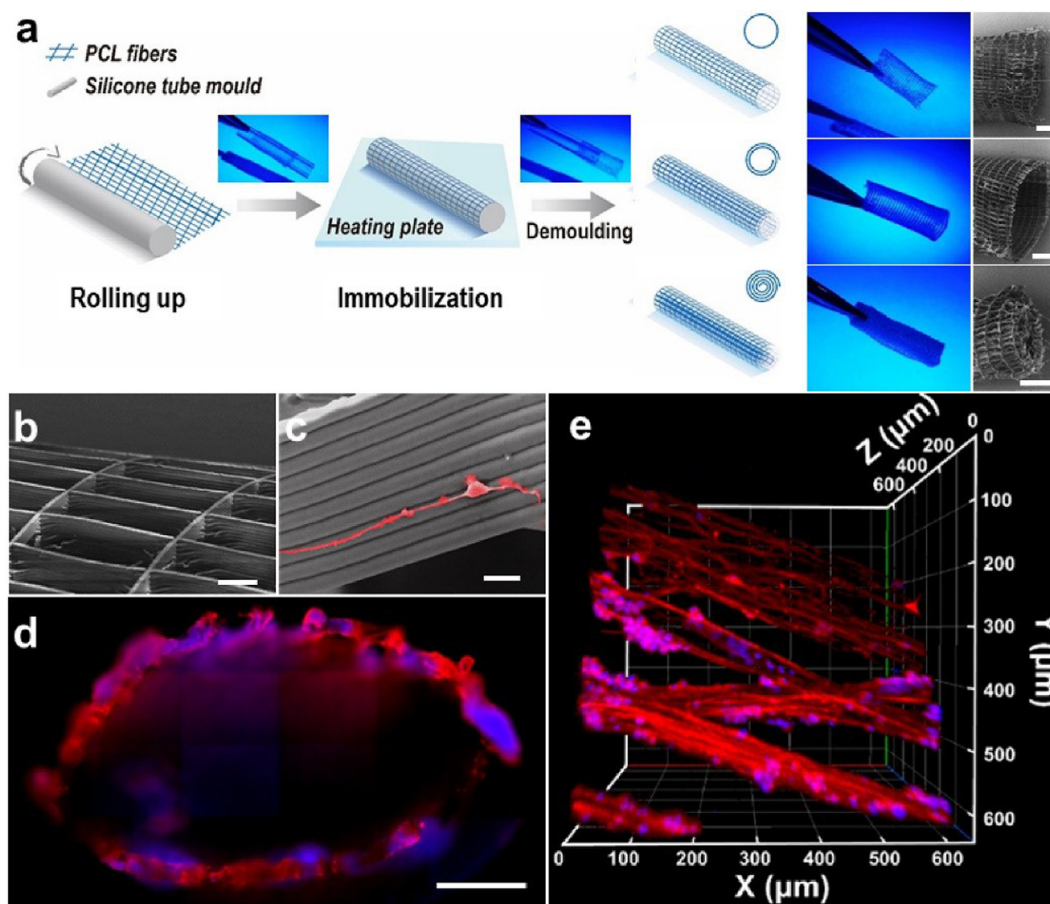 a
PCL fibers
Silicone tube mould
Heating plate
Demoulding
Rolling up
Immobilization
b
c
d
e
Z (μm)
0
200
400
600
0
100
200
300
400
500
600
Y (μm)
0
100
200
300
400
500
600
X (μm)